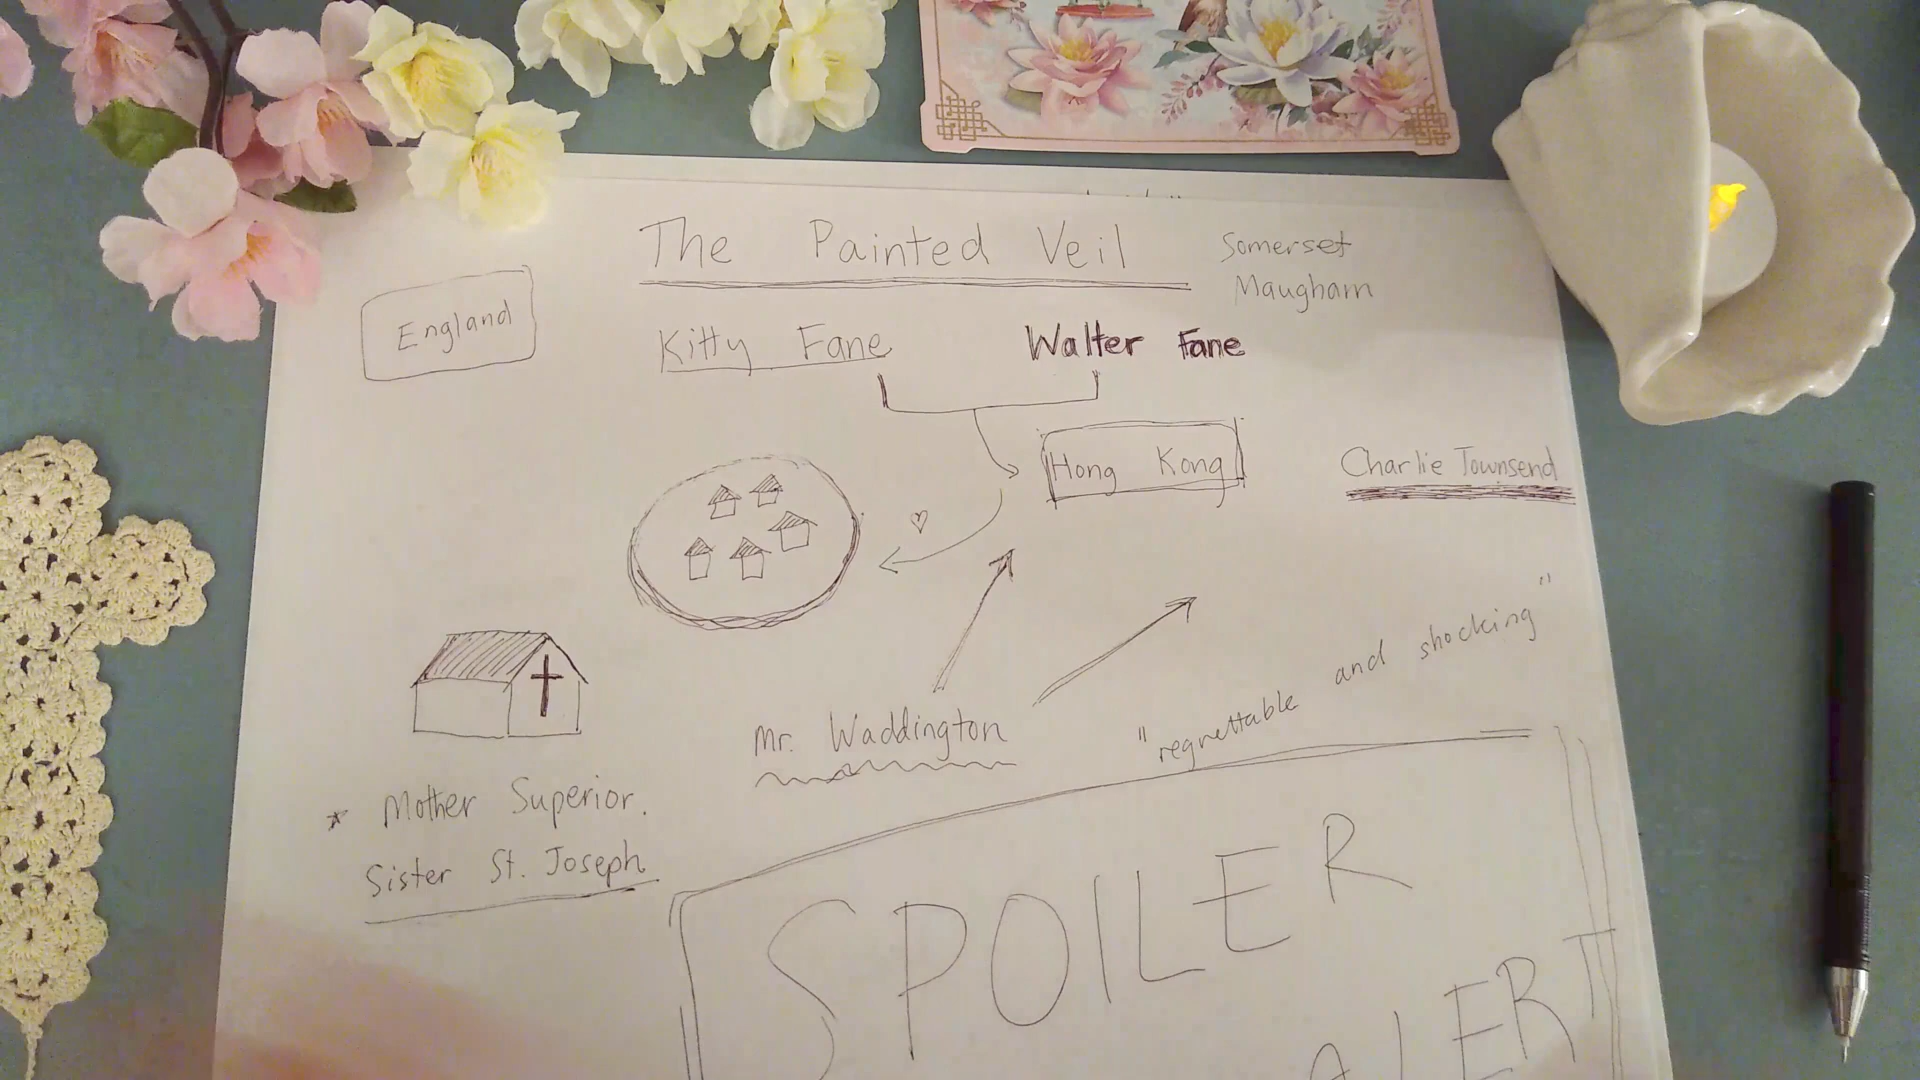 The Painted Veil
Somerset
Maugham
England
Kitty Fane
Walter Fane
Hong Kong
Charlie Townsend
"regrettable and shocking"
Mr. Waddington
* Mother Superior.
Sister St. Joseph
SPOILER
ALERT